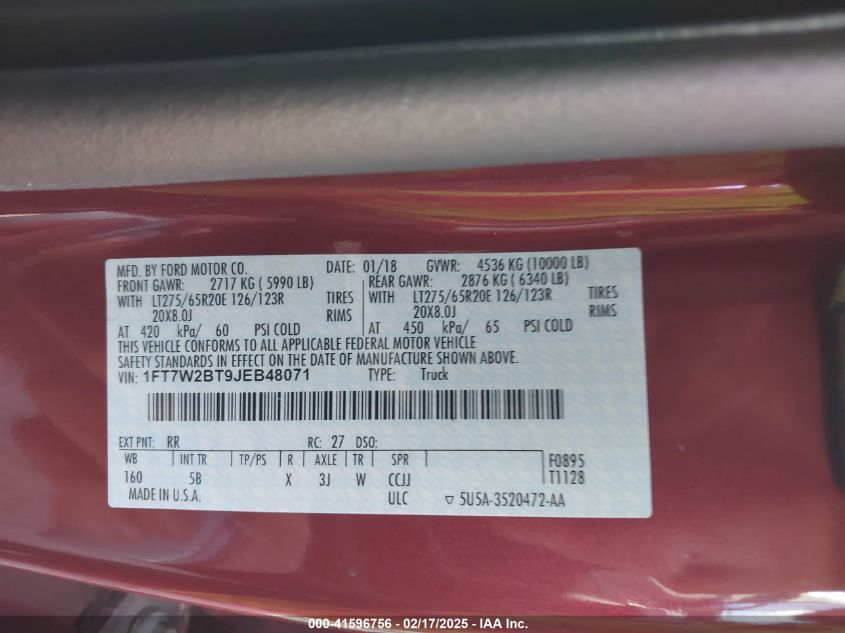 MFD. BY FORD MOTOR CO. DATE: 01/18 GVWR: 4536 KG (10000 LB)
FRONT GAWR: 2717 KG ( 5990 LB) REAR GAWR: 2876 KG ( 6340 LB)
WITH LT275/65R20E 126/123R TIRES WITH LT275/65R20E 126/123R TIRES
20X8.0J RIMS 20X8.0J RIMS
AT 420 kPa/ 60 PSI COLD AT 450 kPa/ 65 PSI COLD
THIS VEHICLE CONFORMS TO ALL APPLICABLE FEDERAL MOTOR VEHICLE
SAFETY STANDARDS IN EFFECT ON THE DATE OF MANUFACTURE SHOWN ABOVE.
VIN: 1FT7W2BT9JEB48071 TYPE: Truck
EXT PNT: RR RC: 27 DSO:
WB INT TR TP/PS R AXLE TR SPR F0895
160 5B X 3J W CCJJ T1128
MADE IN U.S.A. ULC ▽ 5U5A-3520472-AA
000-41596756 - 02/17/2025 - IAA Inc.